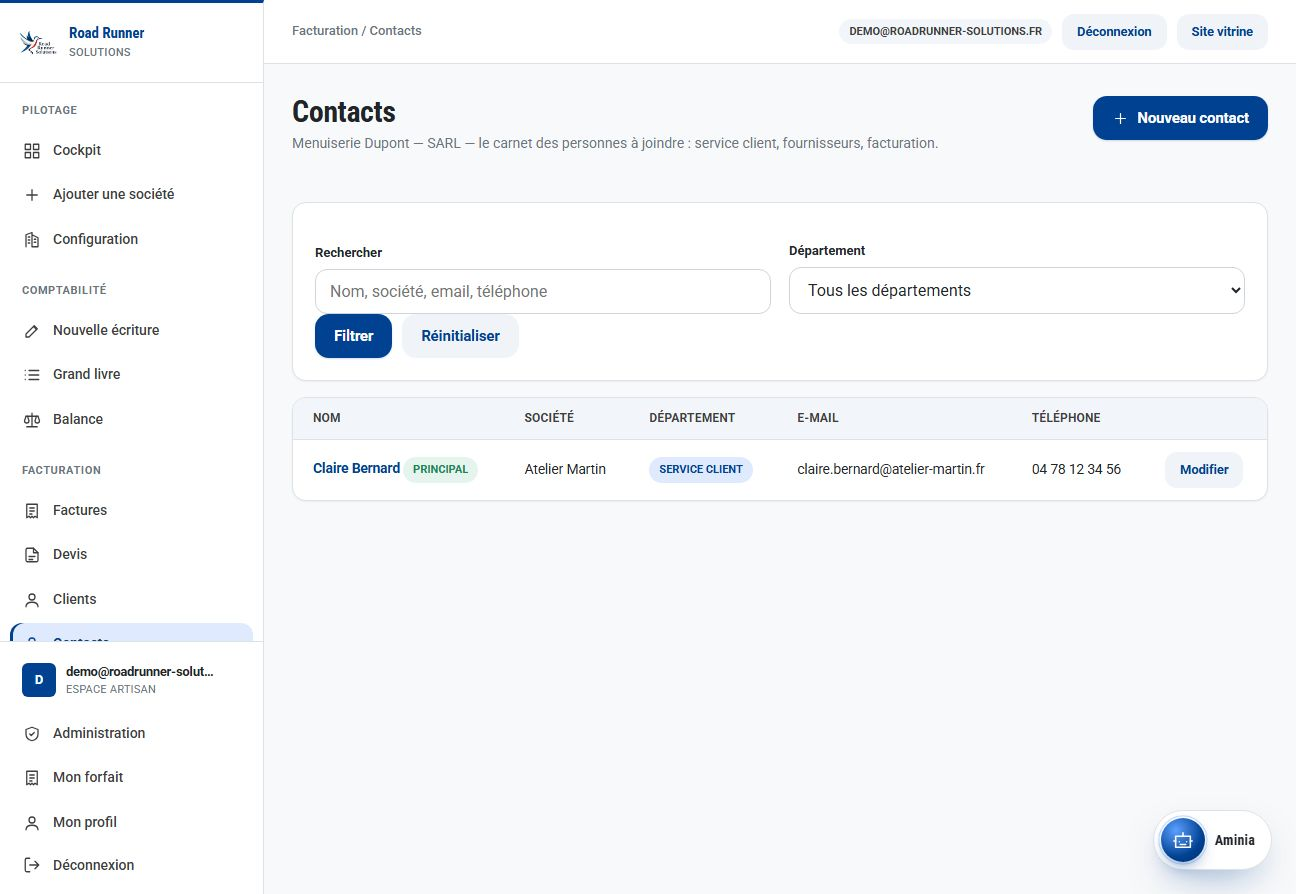 Road Runner
SOLUTIONS
PILOTAGE
Cockpit
Ajouter une société
Configuration
COMPTABILITÉ
Nouvelle écriture
Grand livre
Balance
FACTURATION
Factures
Devis
Clients
Contacts
D
demo@roadrunner-solut...
ESPACE ARTISAN
Administration
Mon forfait
Mon profil
Déconnexion
Facturation / Contacts
DEMO@ROADRUNNER-SOLUTIONS.FR
Déconnexion
Site vitrine
Contacts
Menuiserie Dupont — SARL — le carnet des personnes à joindre : service client, fournisseurs, facturation.
+ Nouveau contact
Rechercher
Nom, société, email, téléphone
Département
Tous les départements
Filtrer
Réinitialiser
NOM SOCIÉTÉ DÉPARTEMENT E-MAIL TÉLÉPHONE
Claire Bernard PRINCIPAL Atelier Martin SERVICE CLIENT claire.bernard@atelier-martin.fr 04 78 12 34 56 Modifier
Aminia